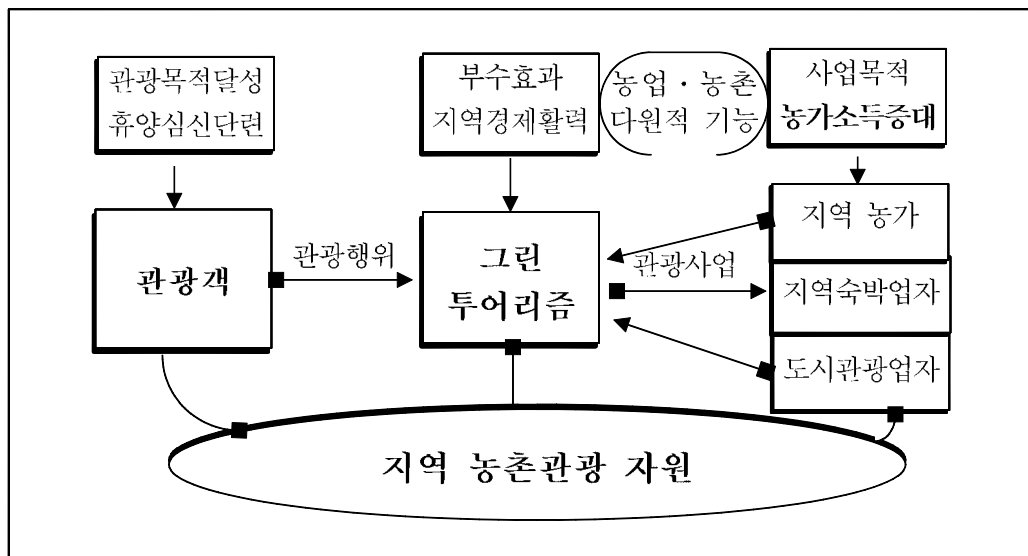 관광목적달성
휴양심신단련
부수효과
지역경제활력
농업 · 농촌
다원적 기능
사업목적
농가소득증대
관광객
관광행위
그린
투어리즘
관광사업
지역 농가
지역숙박업자
도시관광업자
지역 농촌관광 자원